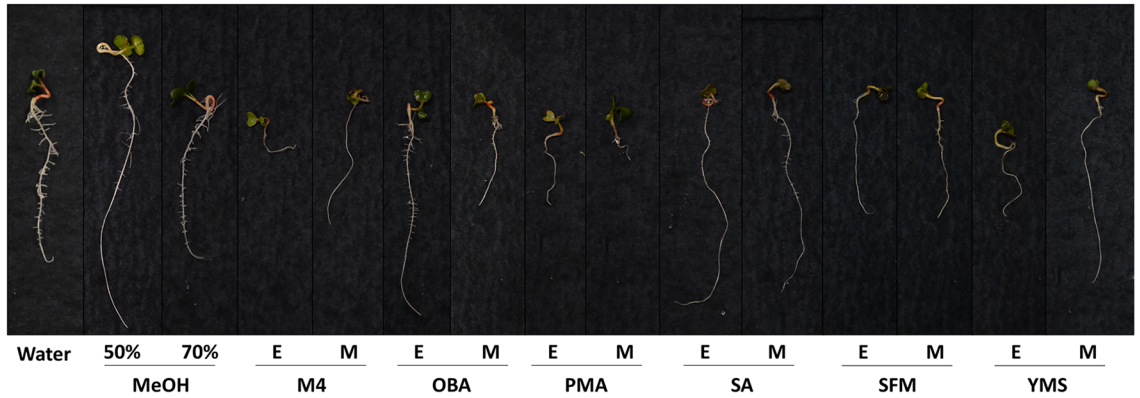 Water 50% 70% E M E M E M E M E M E M
MeOH M4 OBA PMA SA SFM YMS